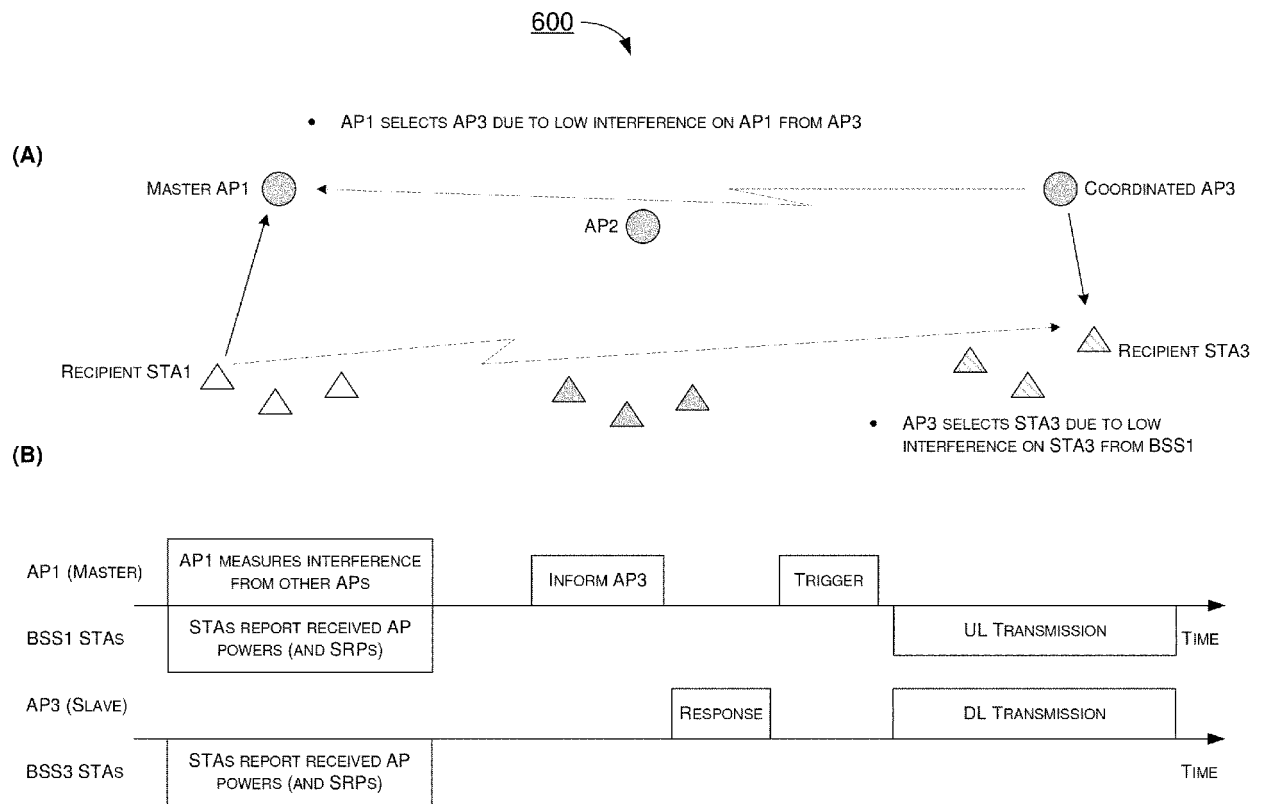 600
• AP1 SELECTS AP3 DUE TO LOW INTERFERENCE ON AP1 FROM AP3
(A)
MASTER AP1
COORDINATED AP3
AP2
RECIPIENT STA1
RECIPIENT STA3
• AP3 SELECTS STA3 DUE TO LOW
INTERFERENCE ON STA3 FROM BSS1
(B)
AP1 (MASTER)
AP1 MEASURES INTERFERENCE
FROM OTHER APS
INFORM AP3
TRIGGER
BSS1 STAS
STAS REPORT RECEIVED AP
POWERS (AND SRPS)
UL TRANSMISSION
TIME
AP3 (SLAVE)
RESPONSE
DL TRANSMISSION
BSS3 STAS
STAS REPORT RECEIVED AP
POWERS (AND SRPS)
TIME